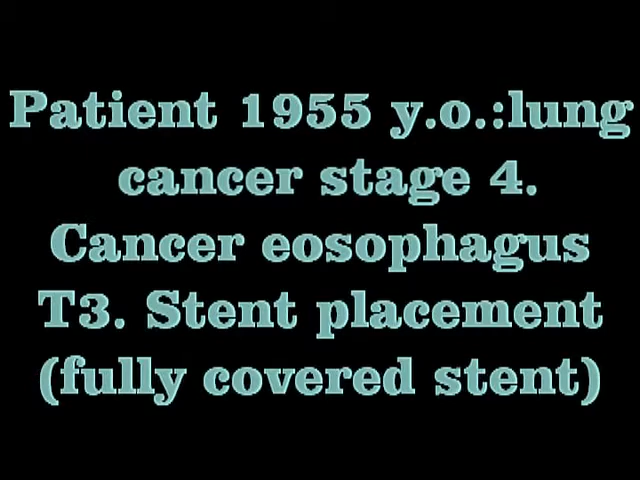 Patient 1955 y.o.:lung
cancer stage 4.
Cancer eosophagus
T3. Stent placement
(fully covered stent)